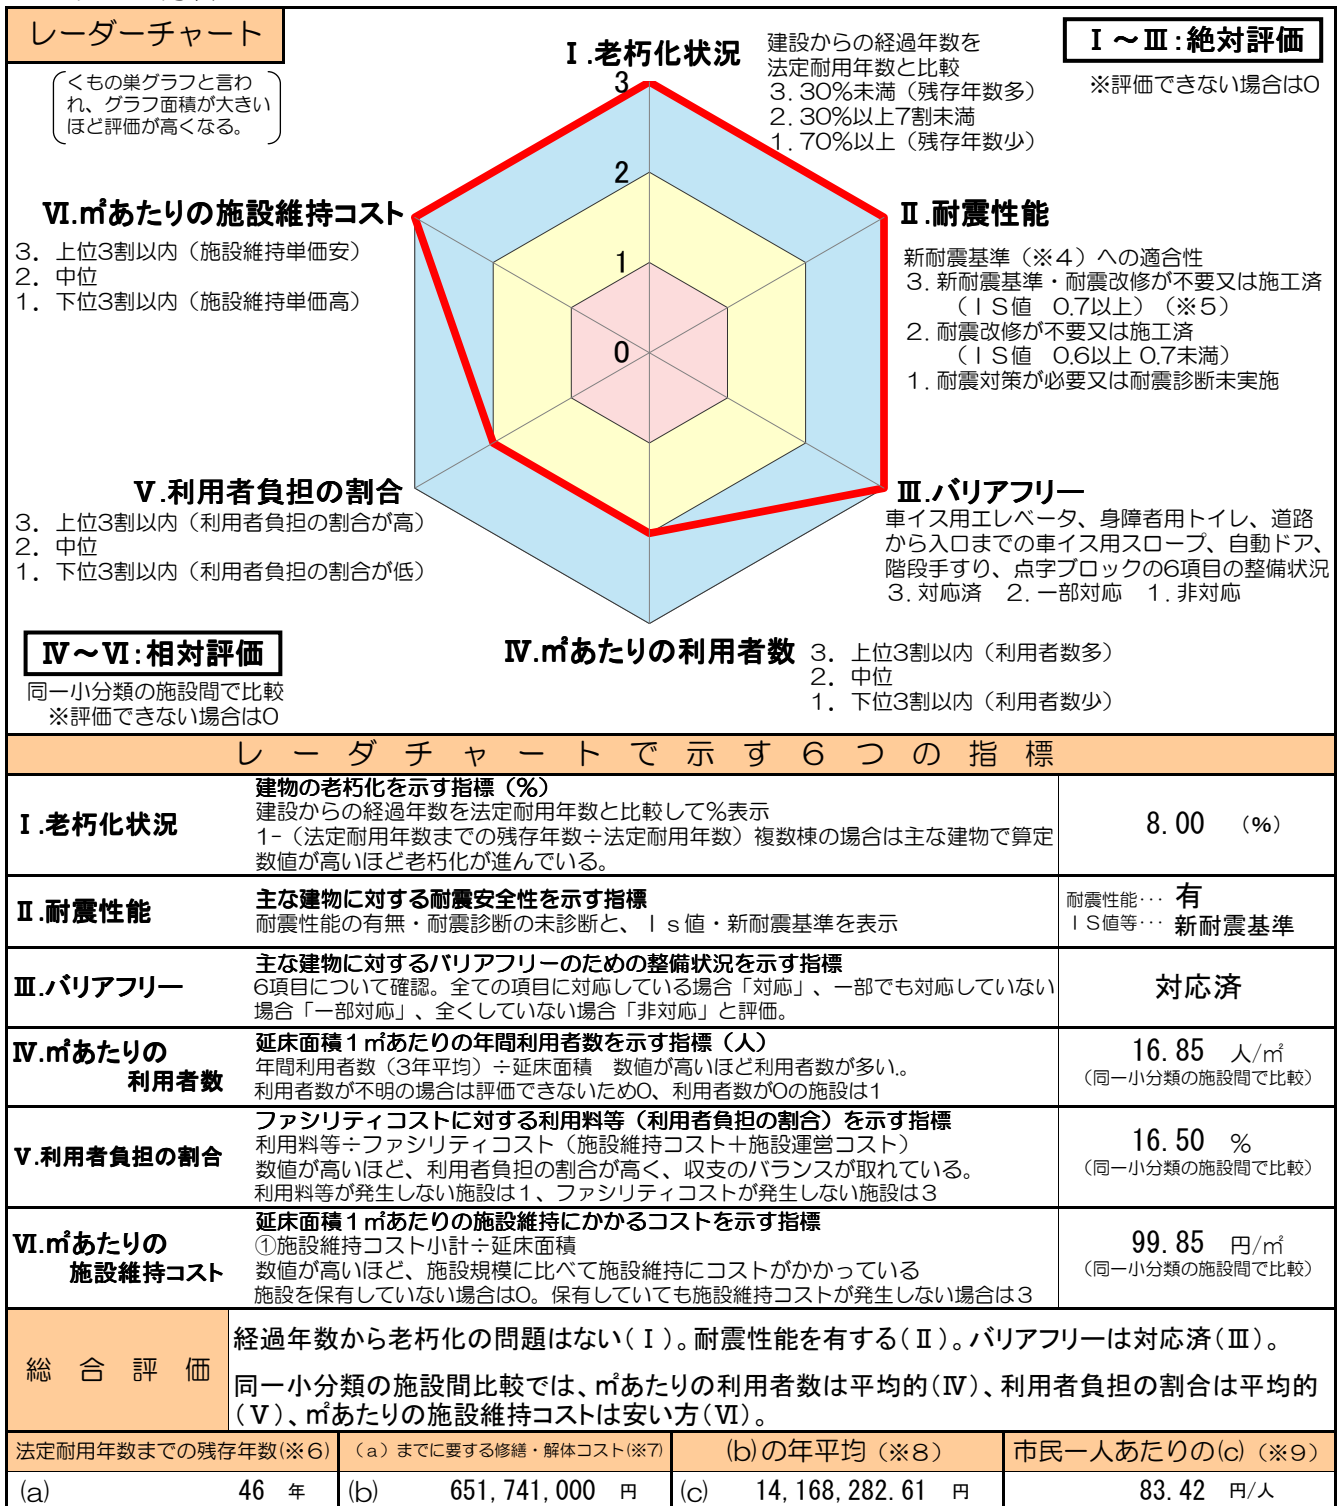 レーダーチャート
くもの巣グラフと言わ
れ、グラフ面積が大きい
ほど評価が高くなる。
Ⅰ.老朽化状況
建設からの経過年数を
法定耐用年数と比較
3. 30%未満（残存年数多）
2. 30%以上7割未満
1. 70%以上（残存年数少）
Ⅰ～Ⅲ:絶対評価
※評価できない場合は0
3
2
1
0
Ⅵ.㎡あたりの施設維持コスト
3. 上位3割以内（施設維持単価安）
2. 中位
1. 下位3割以内（施設維持単価高）
Ⅱ.耐震性能
新耐震基準（※4）への適合性
3. 新耐震基準・耐震改修が不要又は施工済
（ＩＳ値 0.7以上）（※5）
2. 耐震改修が不要又は施工済
（ＩＳ値 0.6以上 0.7未満）
1. 耐震対策が必要又は耐震診断未実施
Ⅴ.利用者負担の割合
3. 上位3割以内（利用者負担の割合が高）
2. 中位
1. 下位3割以内（利用者負担の割合が低）
Ⅲ.バリアフリー
車イス用エレベータ、身障者用トイレ、道路
から入口までの車イス用スロープ、自動ドア、
階段手すり、点字ブロックの6項目の整備状況
3. 対応済 2. 一部対応 1. 非対応
Ⅳ～Ⅵ:相対評価
同一小分類の施設間で比較
※評価できない場合は0
Ⅳ.㎡あたりの利用者数
3. 上位3割以内（利用者数多）
2. 中位
1. 下位3割以内（利用者数少）
レーダチャートで示す６つの指標
Ⅰ.老朽化状況
建物の老朽化を示す指標（％）
建設からの経過年数を法定耐用年数と比較して%表示
1-（法定耐用年数までの残存年数÷法定耐用年数）複数棟の場合は主な建物で算定
数値が高いほど老朽化が進んでいる。
8.00 （%）
Ⅱ.耐震性能
主な建物に対する耐震安全性を示す指標
耐震性能の有無・耐震診断の未診断と、Ｉｓ値・新耐震基準を表示
耐震性能… 有
ＩＳ値等… 新耐震基準
Ⅲ.バリアフリー
主な建物に対するバリアフリーのための整備状況を示す指標
6項目について確認。全ての項目に対応している場合「対応」、一部でも対応していない
場合「一部対応」、全くしていない場合「非対応」と評価。
対応済
Ⅳ.㎡あたりの
利用者数
延床面積１㎡あたりの年間利用者数を示す指標（人）
年間利用者数（3年平均）÷延床面積 数値が高いほど利用者数が多い。
利用者数が不明の場合は評価できないため0、利用者数が0の施設は1
16.85 人/㎡
（同一小分類の施設間で比較）
Ⅴ.利用者負担の割合
ファシリティコストに対する利用料等（利用者負担の割合）を示す指標
利用料等÷ファシリティコスト（施設維持コスト＋施設運営コスト）
数値が高いほど、利用者負担の割合が高く、収支のバランスが取れている。
利用料等が発生しない施設は１、ファシリティコストが発生しない施設は３
16.50 %
（同一小分類の施設間で比較）
Ⅵ.㎡あたりの
施設維持コスト
延床面積１㎡あたりの施設維持にかかるコストを示す指標
①施設維持コスト小計÷延床面積
数値が高いほど、施設規模に比べて施設維持にコストがかかっている
施設を保有していない場合は0。保有していても施設維持コストが発生しない場合は３
99.85 円/㎡
（同一小分類の施設間で比較）
総合評価
経過年数から老朽化の問題はない(Ⅰ)。耐震性能を有する(Ⅱ)。バリアフリーは対応済(Ⅲ)。
同一小分類の施設間比較では、㎡あたりの利用者数は平均的(Ⅳ)、利用者負担の割合は平均的
(Ⅴ)、㎡あたりの施設維持コストは安い方(Ⅵ)。
法定耐用年数までの残存年数(※6) （a）までに要する修繕・解体コスト(※7) (b)の年平均（※8） 市民一人あたりの(c)（※9）
(a) 46 年 (b) 651,741,000 円 (c) 14,168,282.61 円 83.42 円/人